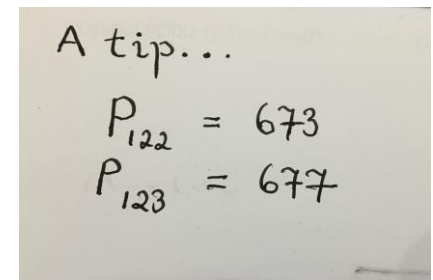 A tip...
P₁₂₂ = 673
P₁₂₃ = 677